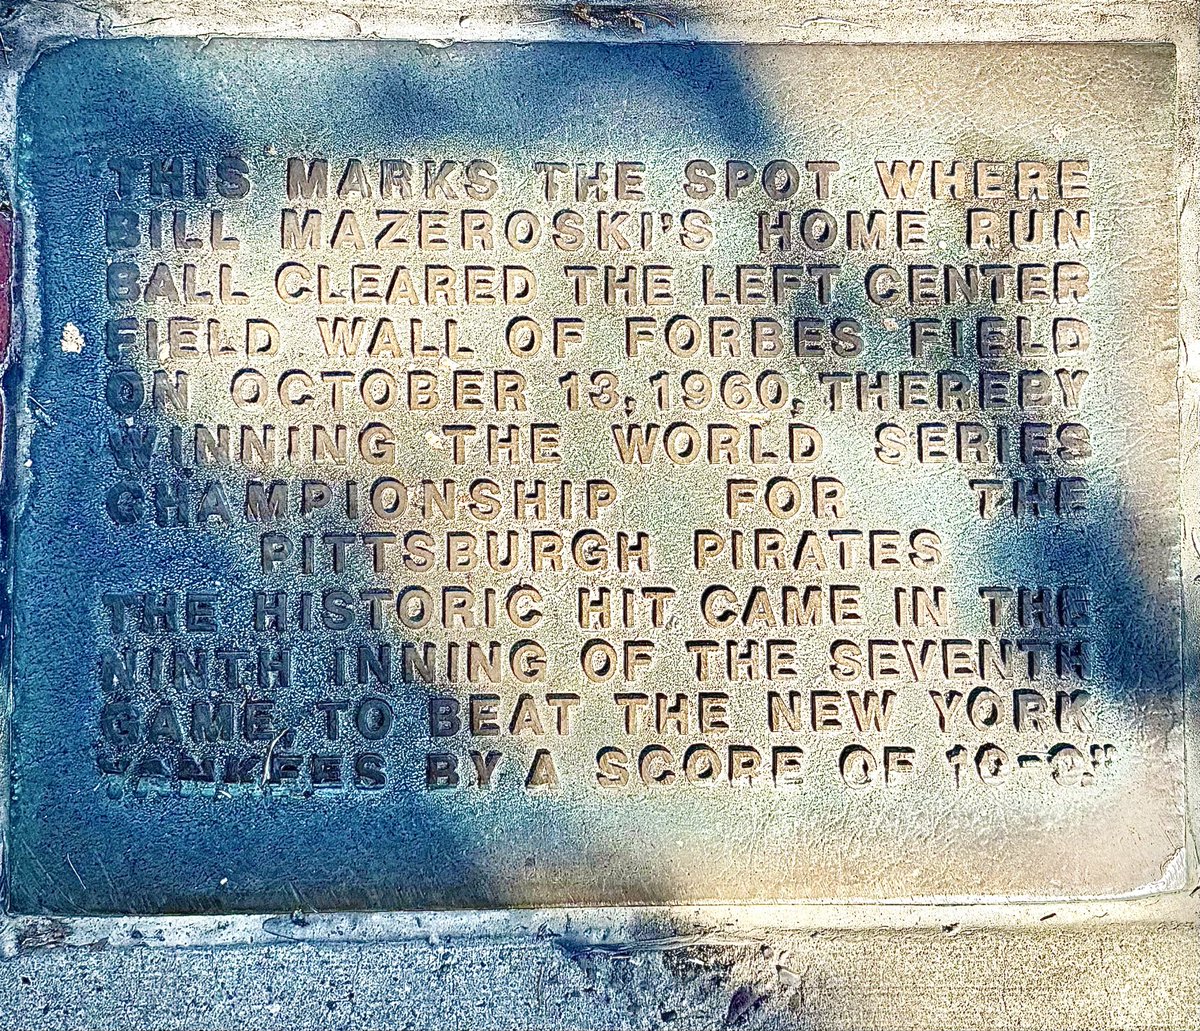 THIS MARKS THE SPOT WHERE
BILL MAZEROSKI'S HOME RUN
BALL CLEARED THE LEFT CENTER
FIELD WALL OF FORBES FIELD
ON OCTOBER 13, 1960, THEREBY
WINNING THE WORLD SERIES
CHAMPIONSHIP FOR THE
PITTSBURGH PIRATES
THE HISTORIC HIT CAME IN THE
NINTH INNING OF THE SEVENTH
GAME, TO BEAT THE NEW YORK
YANKEES BY A SCORE OF 10-9"